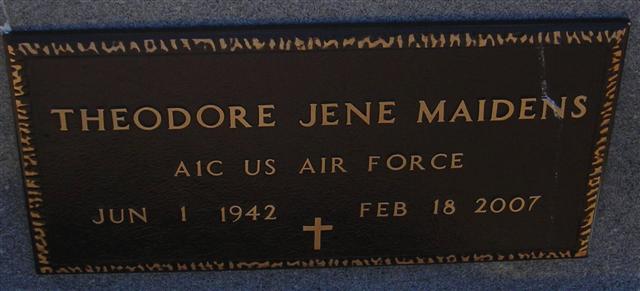 THEODORE JENE MAIDENS
A1C US AIR FORCE
JUN 1 1942 FEB 18 2007